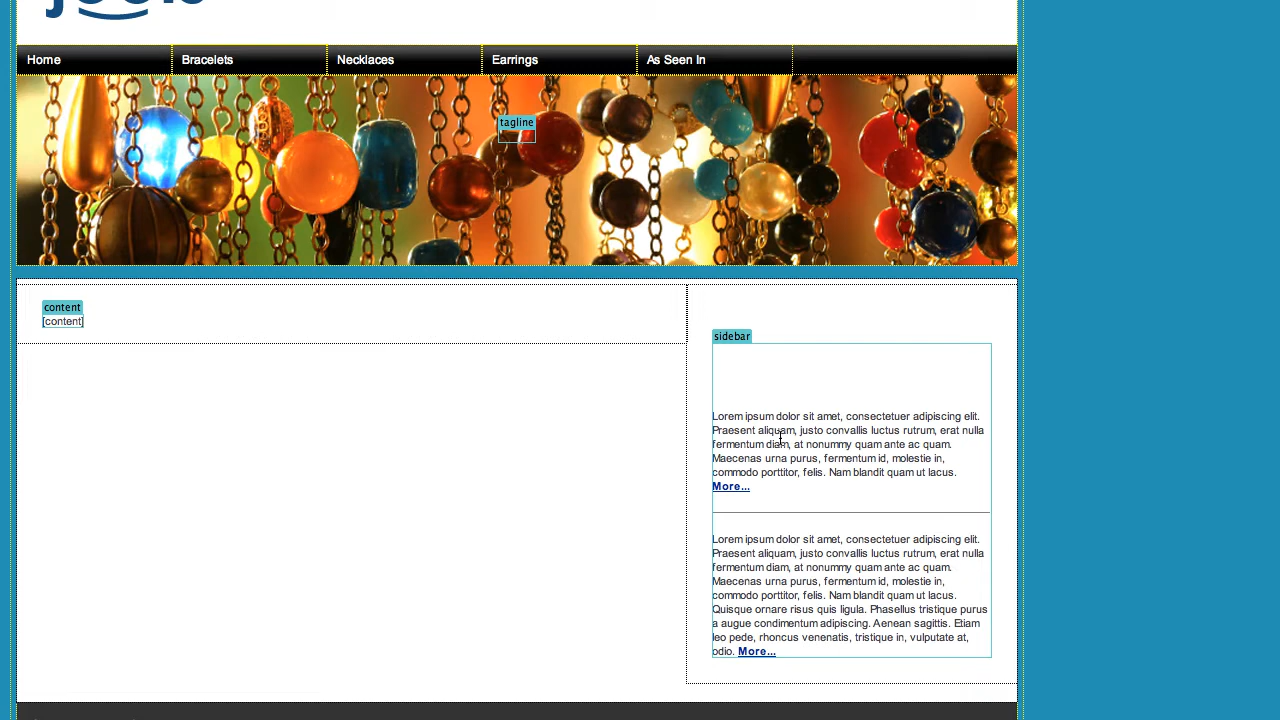 Home Bracelets Necklaces Earrings As Seen In
tagline
content
[content]
sidebar
Lorem ipsum dolor sit amet, consectetuer adipiscing elit.
Praesent aliquam, justo convallis luctus rutrum, erat nulla
fermentum diam, at nonummy quam ante ac quam.
Maecenas urna purus, fermentum id, molestie in,
commodo porttitor, felis. Nam blandit quam ut lacus.
More...
Lorem ipsum dolor sit amet, consectetuer adipiscing elit.
Praesent aliquam, justo convallis luctus rutrum, erat nulla
fermentum diam, at nonummy quam ante ac quam.
Maecenas urna purus, fermentum id, molestie in,
commodo porttitor, felis. Nam blandit quam ut lacus.
Quisque ornare risus quis ligula. Phasellus tristique purus
a augue condimentum adipiscing. Aenean sagittis. Etiam
leo pede, rhoncus venenatis, tristique in, vulputate at,
odio. More...